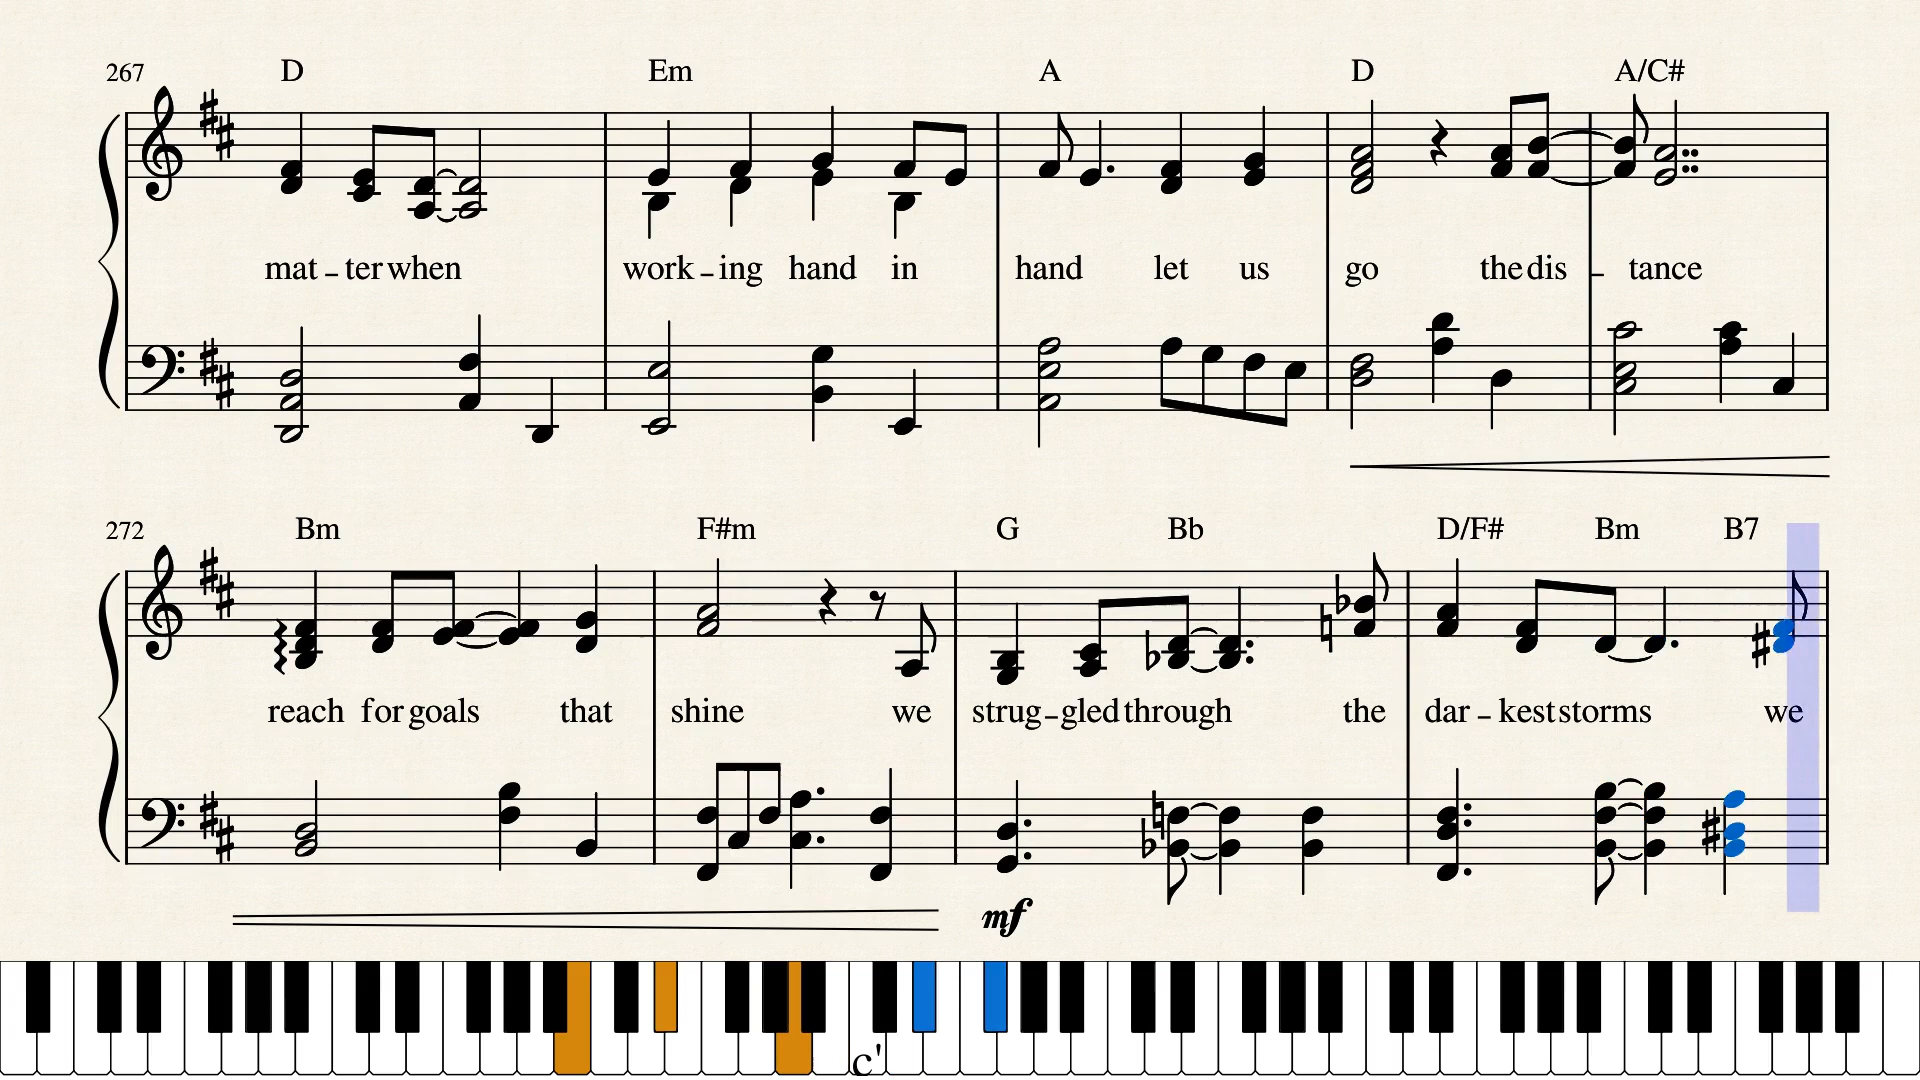 267 D Em A D A/C#
mat – ter when work – ing hand in hand let us go the dis – tance
272 Bm F#m G Bb D/F# Bm B7
reach for goals that shine we strug – gled through the dar – kest storms we
mf
c'